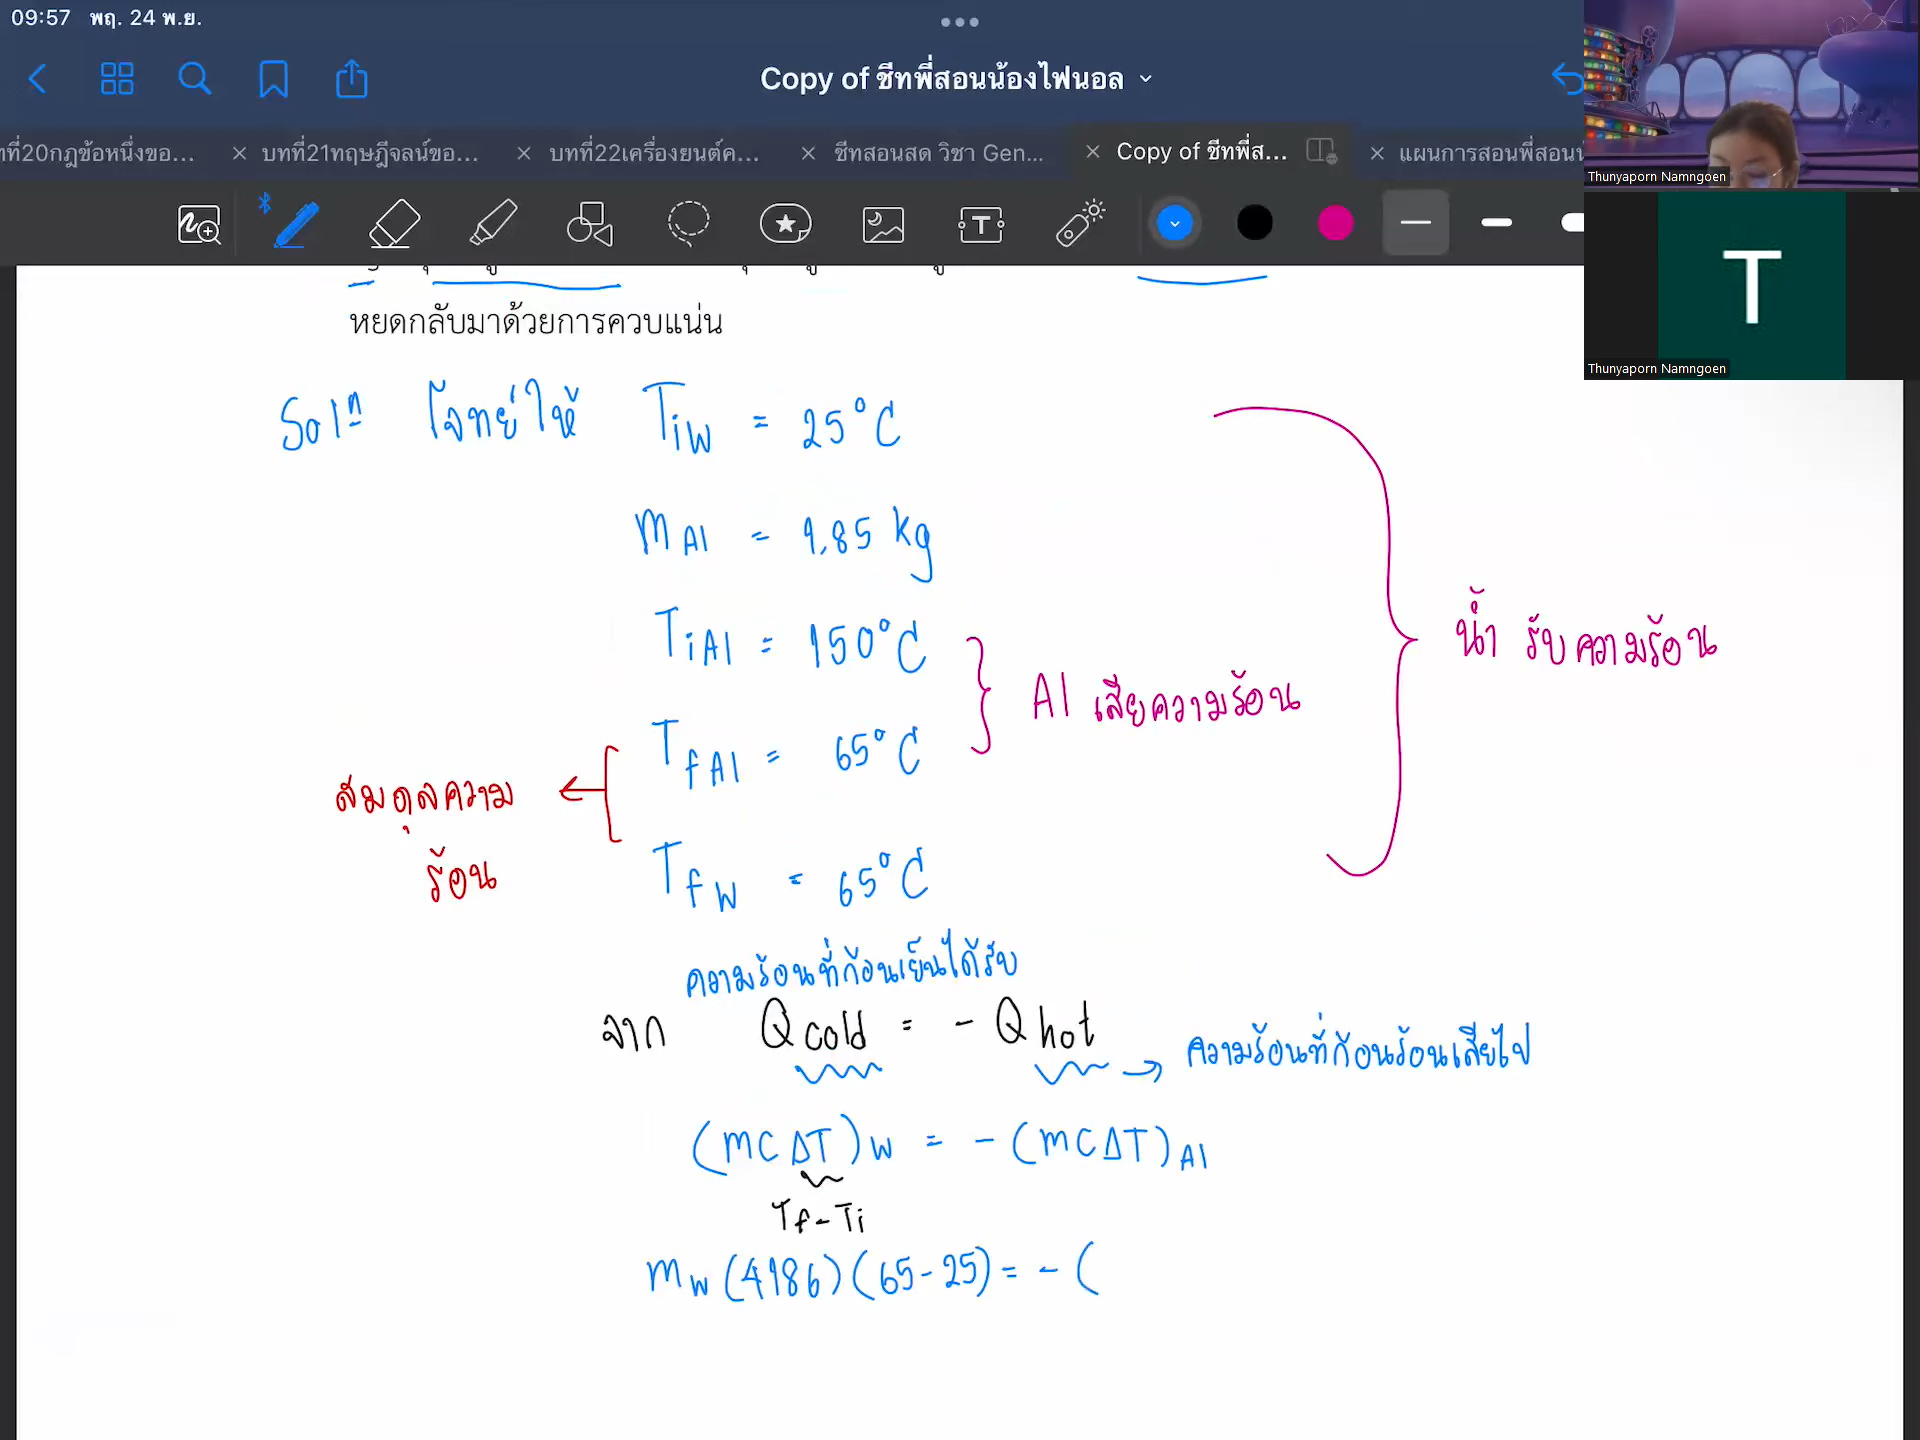 09:57 พฤ. 24 พ.ย.
Copy of ชีทพี่สอนน้องไฟนอล
ที่20กฎข้อหนึ่งขอ...
บทที่21ทฤษฎีจลน์ขอ...
บทที่22เครื่องยนต์ค...
ชีทสอนสด วิชา Gen...
Copy of ชีทพี่ส...
แผนการสอนพี่สอนน
Thunyaporn Namngoen
T
Thunyaporn Namngoen
หยดกลับมาด้วยการควบแน่น
Solⁿ โจทย์ให้ TiW = 25°C
mAl = 1.85 kg
TiAl = 150°C
Al เสียความร้อน
น้ำ รับความร้อน
TfAl = 65°C
สมดุลความ
ร้อน
TfW = 65°C
ความร้อนที่ก้อนเย็นได้รับ
จาก Qcold = - Qhot
ความร้อนที่ก้อนร้อนเสียไป
(mCΔT)W = - (mCΔT)Al
Tf - Ti
mW (4186)(65-25) = - (